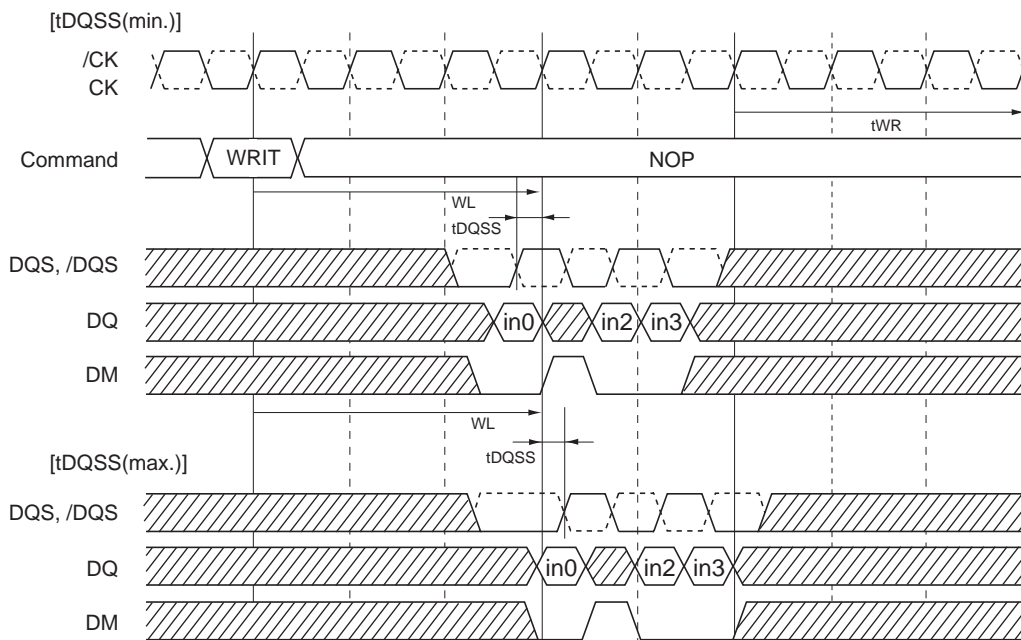 [tDQSS(min.)]
/CK
CK
tWR
Command WRIT NOP
WL
tDQSS
DQS, /DQS
DQ in0 in2 in3
DM
WL
tDQSS
[tDQSS(max.)]
DQS, /DQS
DQ in0 in2 in3
DM